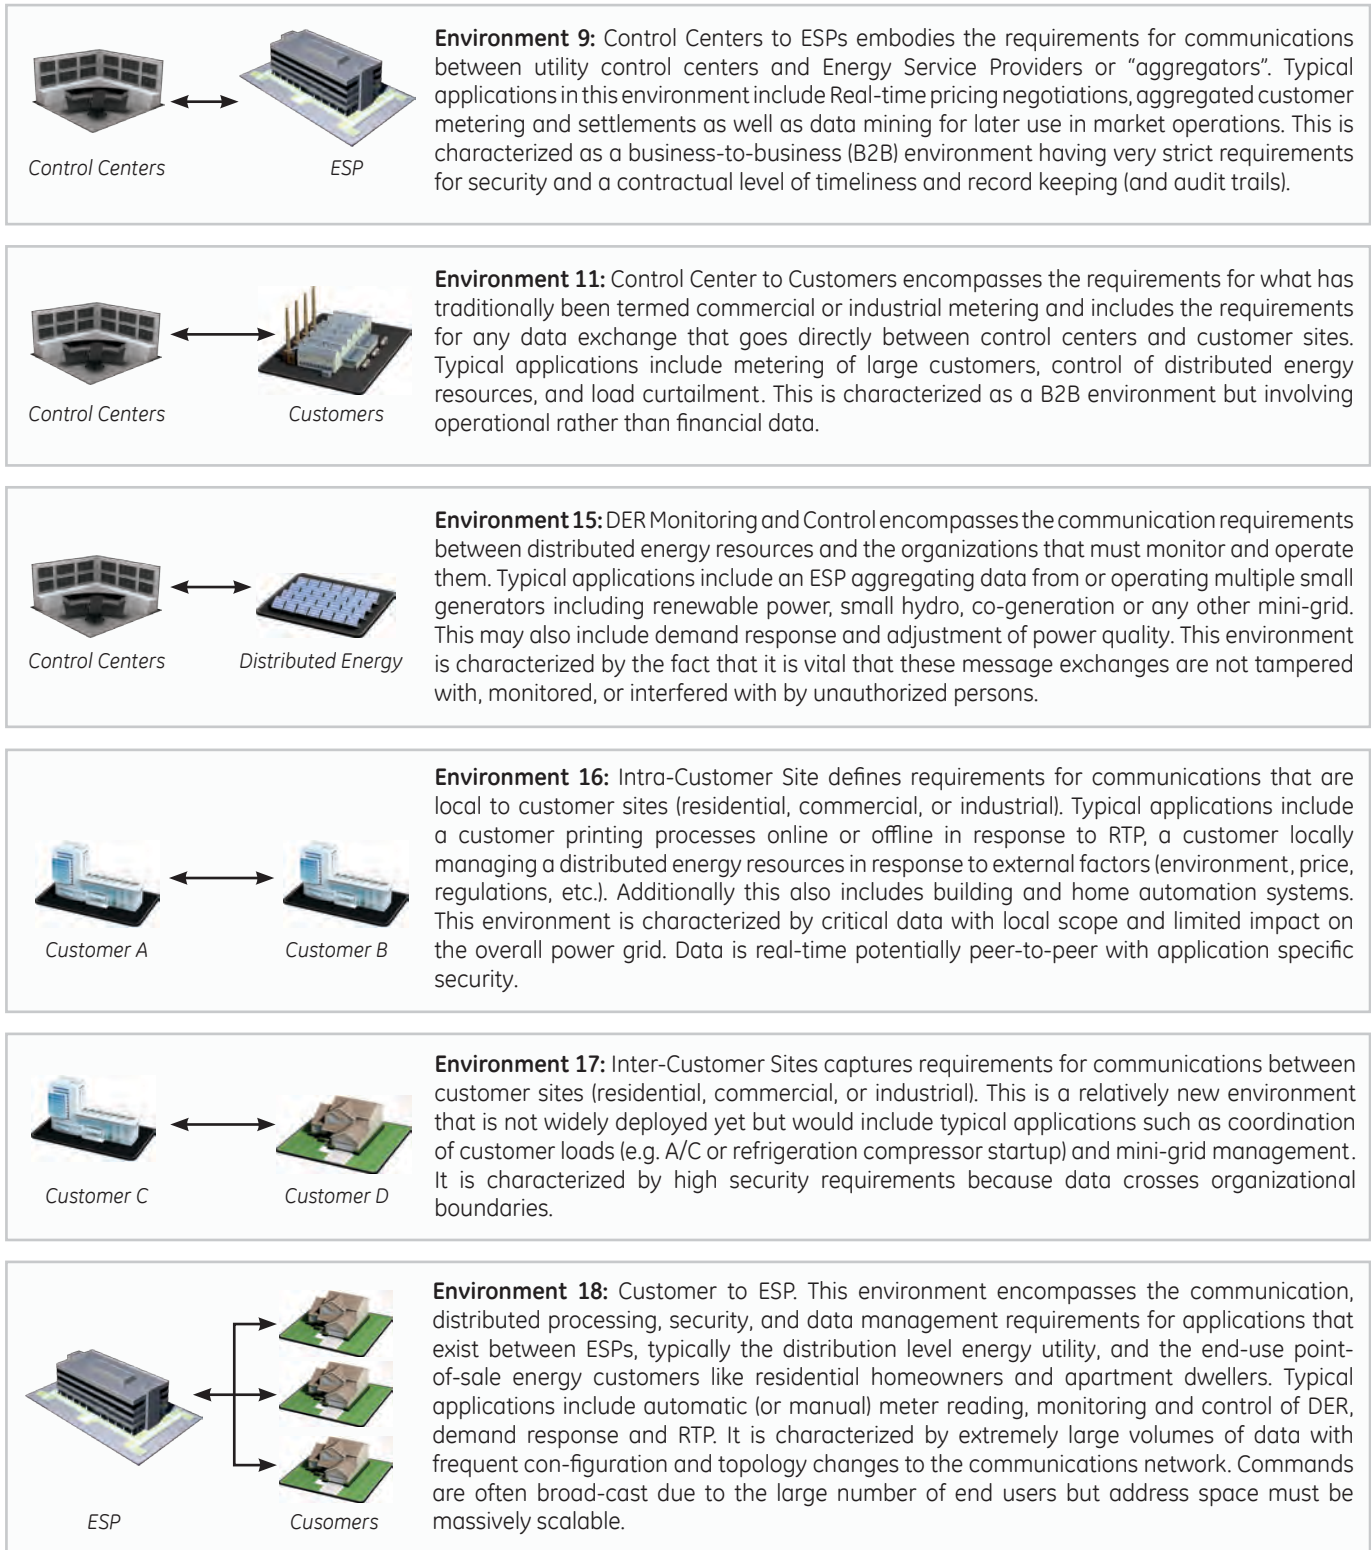 Environment 9: Control Centers to ESPs embodies the requirements for communications
between utility control centers and Energy Service Providers or “aggregators”. Typical
applications in this environment include Real-time pricing negotiations, aggregated customer
metering and settlements as well as data mining for later use in market operations. This is
characterized as a business-to-business (B2B) environment having very strict requirements
for security and a contractual level of timeliness and record keeping (and audit trails).
Control Centers
ESP
Environment 11: Control Center to Customers encompasses the requirements for what has
traditionally been termed commercial or industrial metering and includes the requirements
for any data exchange that goes directly between control centers and customer sites.
Typical applications include metering of large customers, control of distributed energy
resources, and load curtailment. This is characterized as a B2B environment but involving
operational rather than financial data.
Control Centers
Customers
Environment 15: DER Monitoring and Control encompasses the communication requirements
between distributed energy resources and the organizations that must monitor and operate
them. Typical applications include an ESP aggregating data from or operating multiple small
generators including renewable power, small hydro, co-generation or any other mini-grid.
This may also include demand response and adjustment of power quality. This environment
is characterized by the fact that it is vital that these message exchanges are not tampered
with, monitored, or interfered with by unauthorized persons.
Control Centers
Distributed Energy
Environment 16: Intra-Customer Site defines requirements for communications that are
local to customer sites (residential, commercial, or industrial). Typical applications include
a customer printing processes online or offline in response to RTP, a customer locally
managing a distributed energy resources in response to external factors (environment, price,
regulations, etc.). Additionally this also includes building and home automation systems.
This environment is characterized by critical data with local scope and limited impact on
the overall power grid. Data is real-time potentially peer-to-peer with application specific
security.
Customer A
Customer B
Environment 17: Inter-Customer Sites captures requirements for communications between
customer sites (residential, commercial, or industrial). This is a relatively new environment
that is not widely deployed yet but would include typical applications such as coordination
of customer loads (e.g. A/C or refrigeration compressor startup) and mini-grid management.
It is characterized by high security requirements because data crosses organizational
boundaries.
Customer C
Customer D
Environment 18: Customer to ESP. This environment encompasses the communication,
distributed processing, security, and data management requirements for applications that
exist between ESPs, typically the distribution level energy utility, and the end-use point-
of-sale energy customers like residential homeowners and apartment dwellers. Typical
applications include automatic (or manual) meter reading, monitoring and control of DER,
demand response and RTP. It is characterized by extremely large volumes of data with
frequent con-figuration and topology changes to the communications network. Commands
are often broad-cast due to the large number of end users but address space must be
massively scalable.
ESP
Cusomers